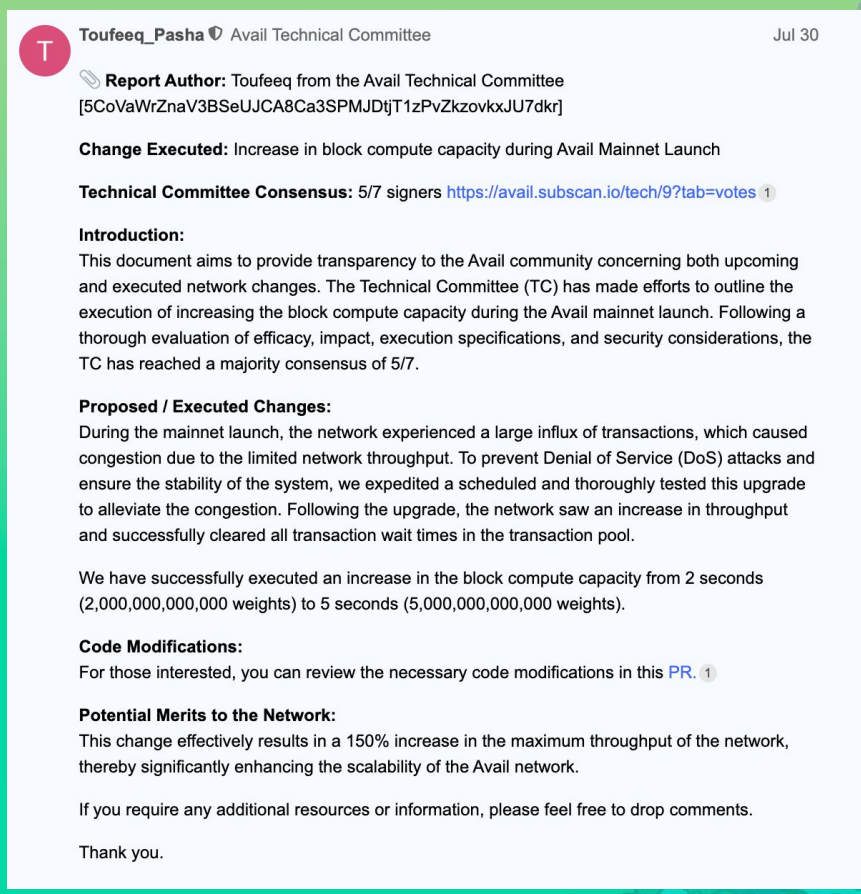 T
Toufeeq_Pasha Avail Technical Committee
Jul 30
Report Author: Toufeeq from the Avail Technical Committee
[5CoVaWrZnaV3BSeUJCA8Ca3SPMJDtjT1zPvZkzovkxJU7dkr]
Change Executed: Increase in block compute capacity during Avail Mainnet Launch
Technical Committee Consensus: 5/7 signers https://avail.subscan.io/tech/9?tab=votes 1
Introduction:
This document aims to provide transparency to the Avail community concerning both upcoming
and executed network changes. The Technical Committee (TC) has made efforts to outline the
execution of increasing the block compute capacity during the Avail mainnet launch. Following a
thorough evaluation of efficacy, impact, execution specifications, and security considerations, the
TC has reached a majority consensus of 5/7.
Proposed / Executed Changes:
During the mainnet launch, the network experienced a large influx of transactions, which caused
congestion due to the limited network throughput. To prevent Denial of Service (DoS) attacks and
ensure the stability of the system, we expedited a scheduled and thoroughly tested this upgrade
to alleviate the congestion. Following the upgrade, the network saw an increase in throughput
and successfully cleared all transaction wait times in the transaction pool.
We have successfully executed an increase in the block compute capacity from 2 seconds
(2,000,000,000,000 weights) to 5 seconds (5,000,000,000,000 weights).
Code Modifications:
For those interested, you can review the necessary code modifications in this PR. 1
Potential Merits to the Network:
This change effectively results in a 150% increase in the maximum throughput of the network,
thereby significantly enhancing the scalability of the Avail network.
If you require any additional resources or information, please feel free to drop comments.
Thank you.